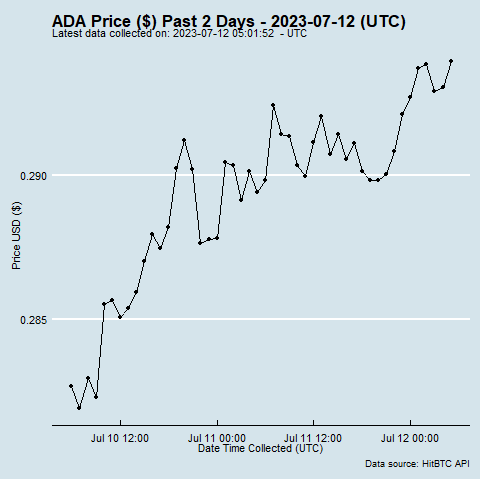 ADA Price ($) Past 2 Days - 2023-07-12 (UTC)
Latest data collected on: 2023-07-12 05:01:52 - UTC
0.290
Price USD ($)
0.285
Jul 10 12:00 Jul 11 00:00 Jul 11 12:00 Jul 12 00:00
Date Time Collected (UTC)
Data source: HitBTC API